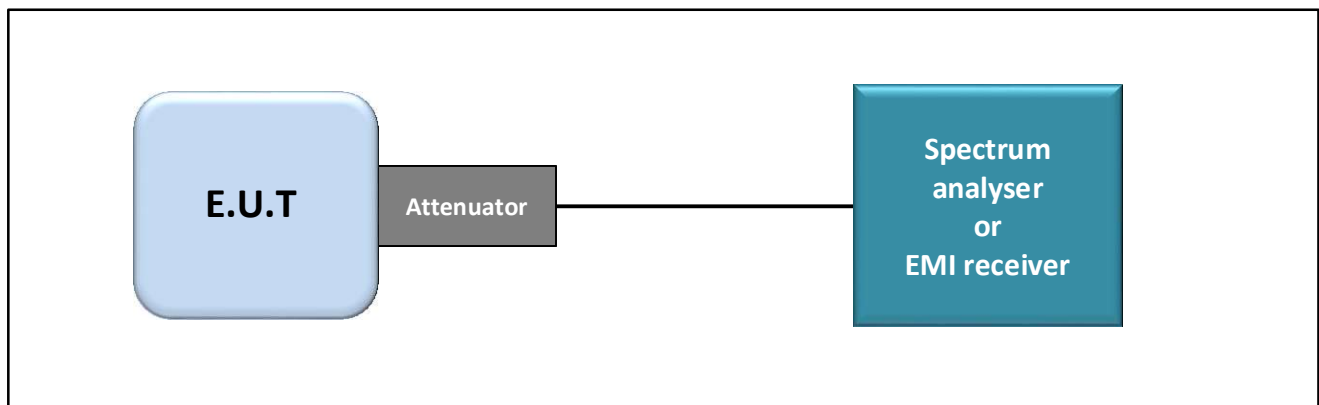 E.U.T
Attenuator
Spectrum
analyser
or
EMI receiver